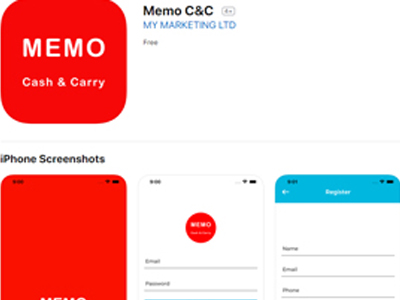 MEMO
Cash & Carry
Memo C&C 4+
MY MARKETING LTD
Free
iPhone Screenshots
9:00
MEMO
9:00
MEMO
Cash & Carry
Email
Password
9:01
Register
Name
Email
Phone